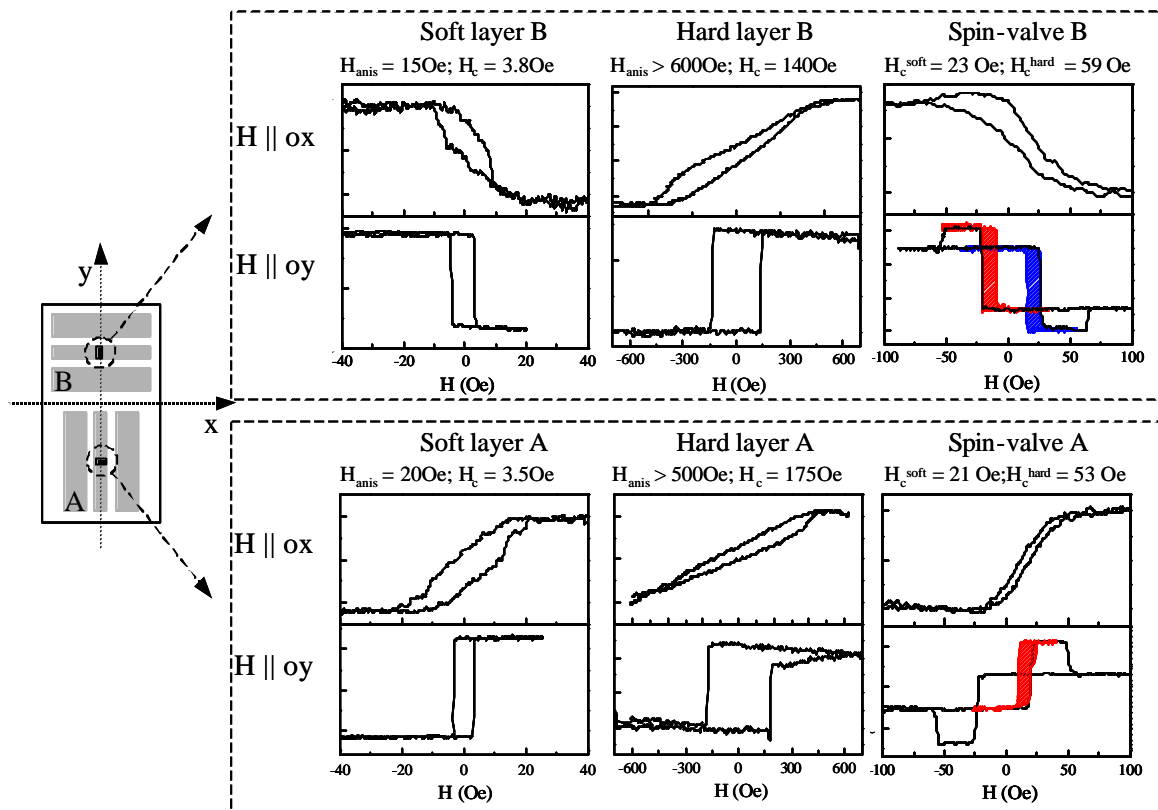 Soft layer B
Hard layer B
Spin-valve B
H_anis = 15Oe; H_c = 3.8Oe
H_anis > 600Oe; H_c = 140Oe
H_c^soft = 23 Oe; H_c^hard = 59 Oe
H || ox
H || oy
-40 -20 0 20 40
-600 -300 0 300 600
-100 -50 0 50 100
H (Oe)
H (Oe)
H (Oe)
y
B
x
A
Soft layer A
Hard layer A
Spin-valve A
H_anis = 20Oe; H_c = 3.5Oe
H_anis > 500Oe; H_c = 175Oe
H_c^soft = 21 Oe;H_c^hard = 53 Oe
H || ox
H || oy
-40 -20 0 20 40
-600 -300 0 300 600
-100 -50 0 50 100
H (Oe)
H (Oe)
H (Oe)